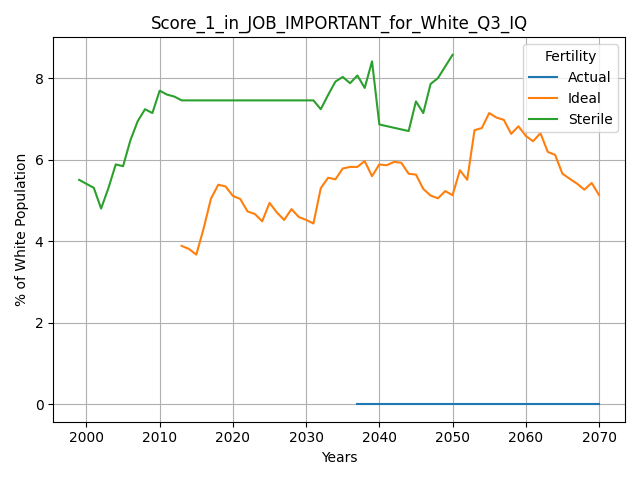 Score_1_in_JOB_IMPORTANT_for_White_Q3_IQ
% of White Population
8
6
4
2
0
Fertility
Actual
Ideal
Sterile
2000 2010 2020 2030 2040 2050 2060 2070
Years